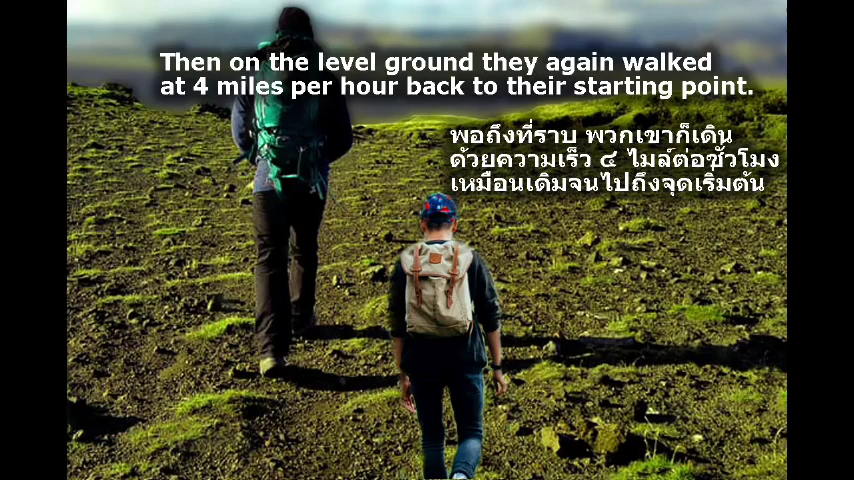 Then on the level ground they again walked
at 4 miles per hour back to their starting point.
พอถึงที่ราบ พวกเขาก็เดิน
ด้วยความเร็ว ๔ ไมล์ต่อชั่วโมง
เหมือนเดิมจนไปถึงจุดเริ่มต้น